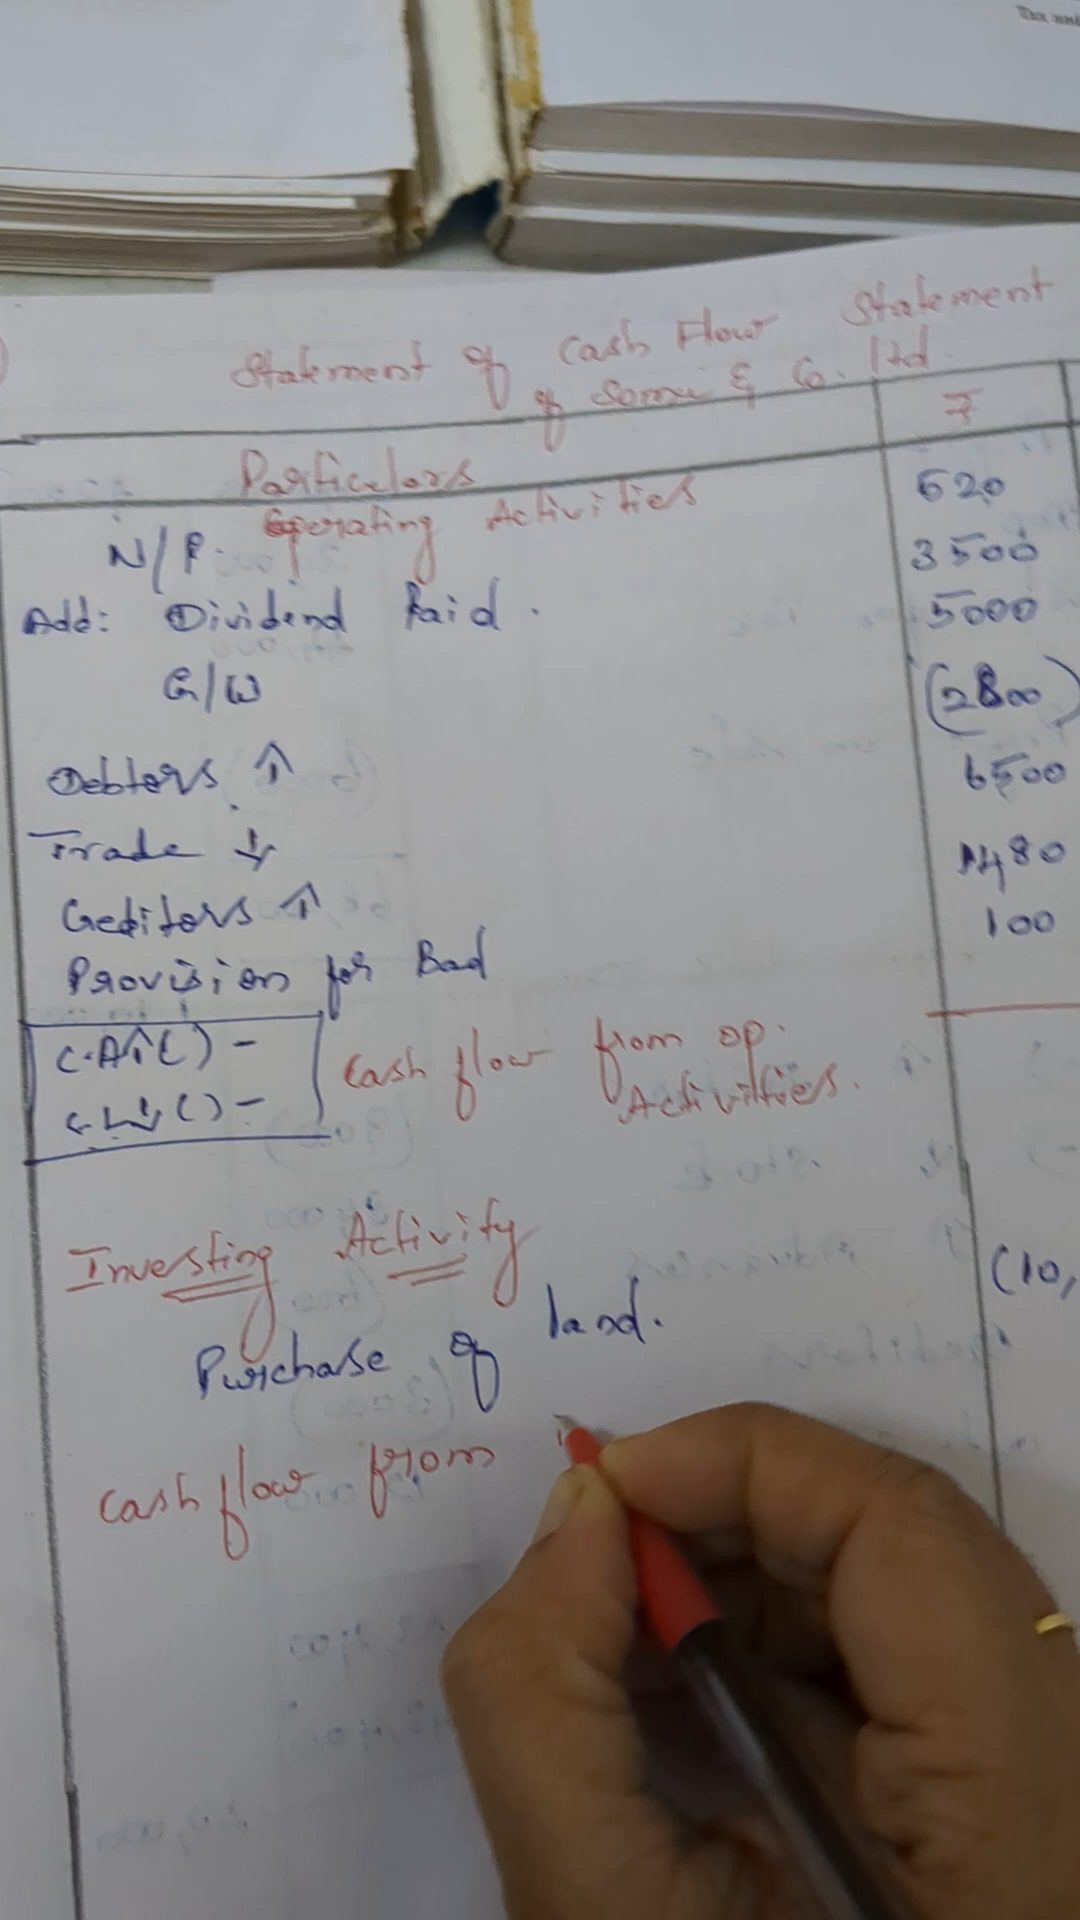 Statement of Cash Flow Statement
of Somu & Co. ltd.
Particulars ₹
Operating Activities
N/P. 620
Add: Dividend Paid. 3500
G/W 5000
Debtors ↑ (2800)
Trade ↓ 6500
Creditors ↑ 1480
Provision for Bad 100
C.A↑() -
C.L↓() -
Cash flow from op.
Activities.
Investing Activity
Purchase of land. (10,
Cash flow from